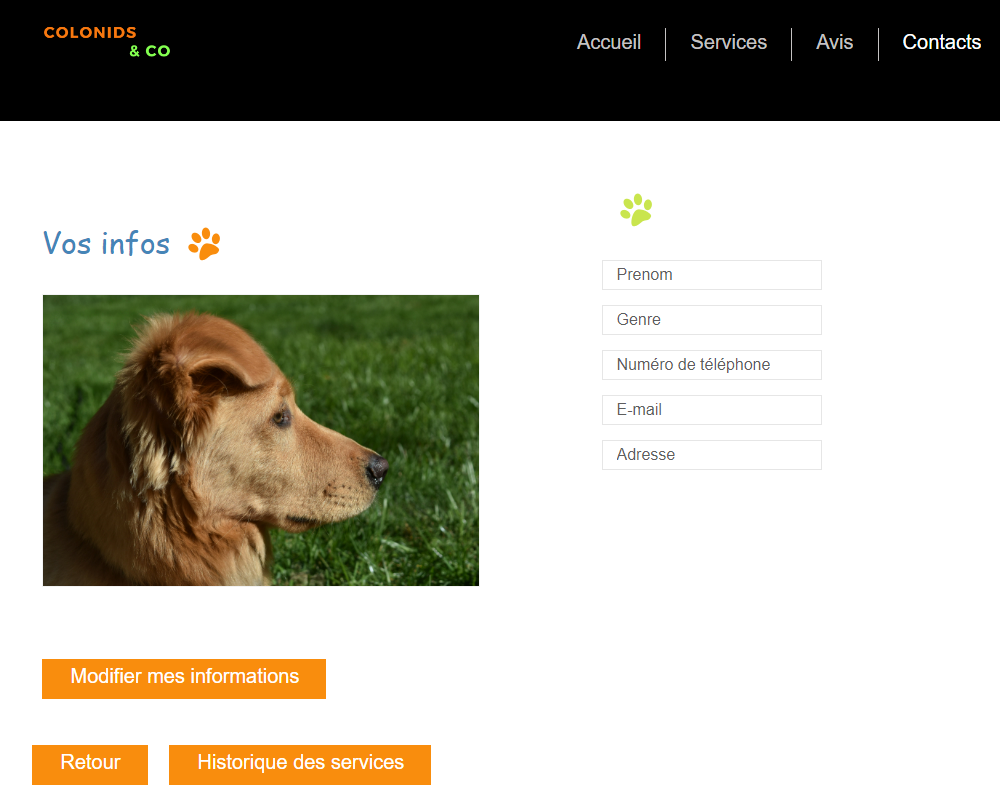 COLONIDS
& CO
Accueil
Services
Avis
Contacts
Vos infos
Prenom
Genre
Numéro de téléphone
E-mail
Adresse
Modifier mes informations
Retour
Historique des services